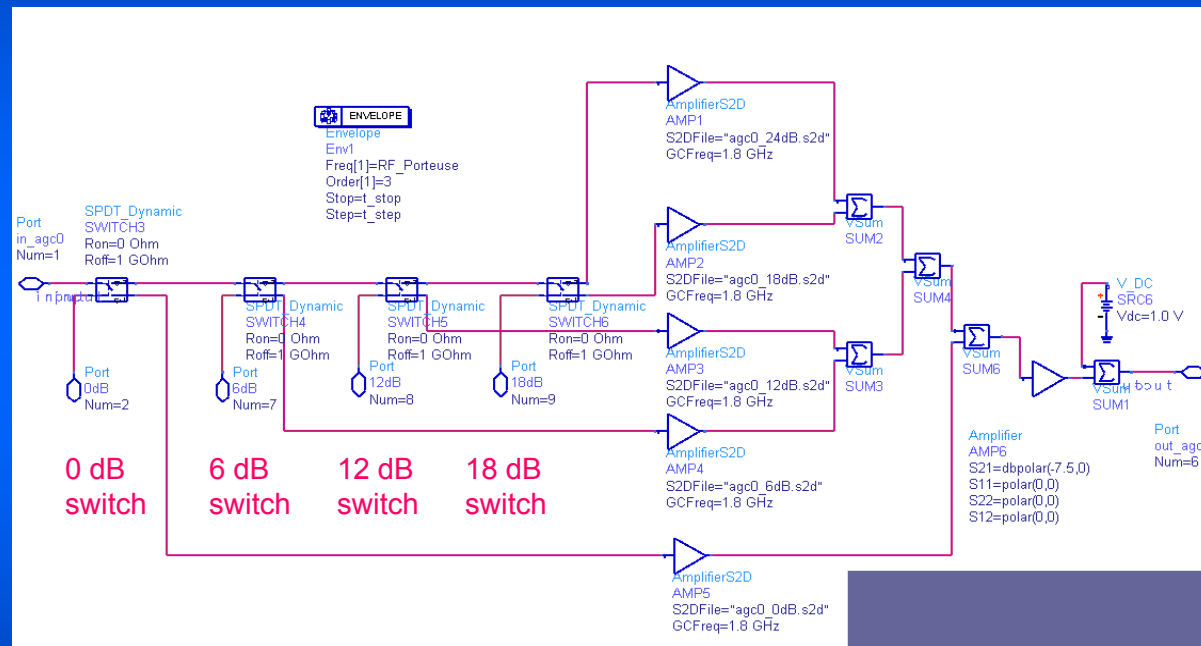 ENVELOPE
Envelope
Env1
Freq[1]=RF_Porteuse
Order[1]=3
Stop=t_stop
Step=t_step
AmplifierS2D
AMP1
S2DFile="agc0_24dB.s2d"
GCFreq=1.8 GHz
Port
in_agc0
Num=1
SPDT_Dynamic
SWITCH3
Ron=0 Ohm
Roff=1 GOhm
SPDT_Dynamic
SWITCH4
Ron=0 Ohm
Roff=1 GOhm
SPDT_Dynamic
SWITCH5
Ron=0 Ohm
Roff=1 GOhm
SPDT_Dynamic
SWITCH6
Ron=0 Ohm
Roff=1 GOhm
AmplifierS2D
AMP2
S2DFile="agc0_18dB.s2d"
GCFreq=1.8 GHz
VSum
SUM2
VSum
SUM4
V_DC
SRC6
Vdc=1.0 V
Port
0dB
Num=2
Port
6dB
Num=7
Port
12dB
Num=8
Port
18dB
Num=9
AmplifierS2D
AMP3
S2DFile="agc0_12dB.s2d"
GCFreq=1.8 GHz
VSum
SUM3
VSum
SUM6
VSum
SUM1
AmplifierS2D
AMP4
S2DFile="agc0_6dB.s2d"
GCFreq=1.8 GHz
Amplifier
AMP6
S21=dbpolar(-7.5,0)
S11=polar(0,0)
S22=polar(0,0)
S12=polar(0,0)
Port
out_agc
Num=6
0 dB
switch
6 dB
switch
12 dB
switch
18 dB
switch
AmplifierS2D
AMP5
S2DFile="agc0_0dB.s2d"
GCFreq=1.8 GHz